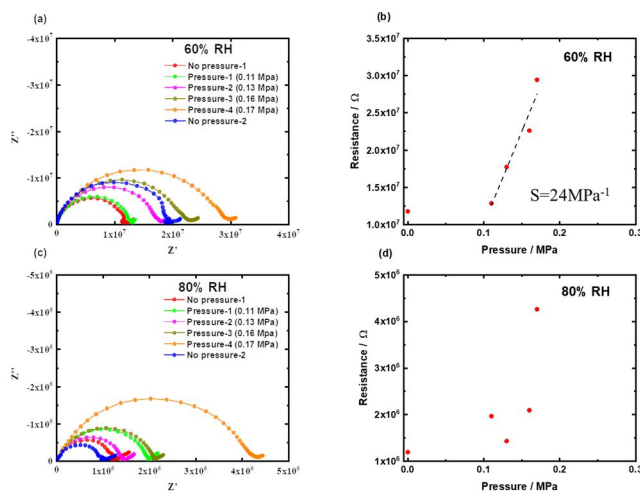 (a)
60% RH
No pressure-1
Pressure-1 (0.11 Mpa)
Pressure-2 (0.13 Mpa)
Pressure-3 (0.16 Mpa)
Pressure-4 (0.17 Mpa)
No pressure-2
-4x10⁷
-3x10⁷
-2x10⁷
-1x10⁷
0
Z''
0
1x10⁷
2x10⁷
3x10⁷
4x10⁷
Z'
(b)
60% RH
3.5x10⁷
3.0x10⁷
2.5x10⁷
2.0x10⁷
1.5x10⁷
1.0x10⁷
Resistance / Ω
S=24MPa⁻¹
0.0
0.1
0.2
0.3
Pressure / MPa
(c)
80% RH
No pressure-1
Pressure-1 (0.11 MPa)
Pressure-2 (0.13 MPa)
Pressure-3 (0.16 MPa)
Pressure-4 (0.17 MPa)
No pressure-2
-5x10⁶
-4x10⁶
-3x10⁶
-2x10⁶
-1x10⁶
0
Z''
0
1x10⁶
2x10⁶
3x10⁶
4x10⁶
5x10⁶
Z'
(d)
80% RH
5x10⁶
4x10⁶
3x10⁶
2x10⁶
1x10⁶
Resistance / Ω
0.0
0.1
0.2
0.3
Pressure / MPa